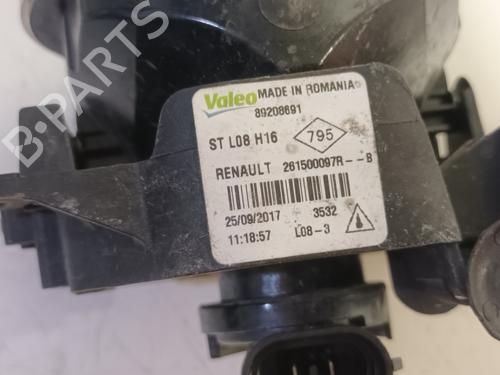 Valeo MADE IN ROMANIA
89208691
ST L08 H16 795
RENAULT 261500097R--B
25/09/2017 3532
11:18:57 L08-3
B-PARTS